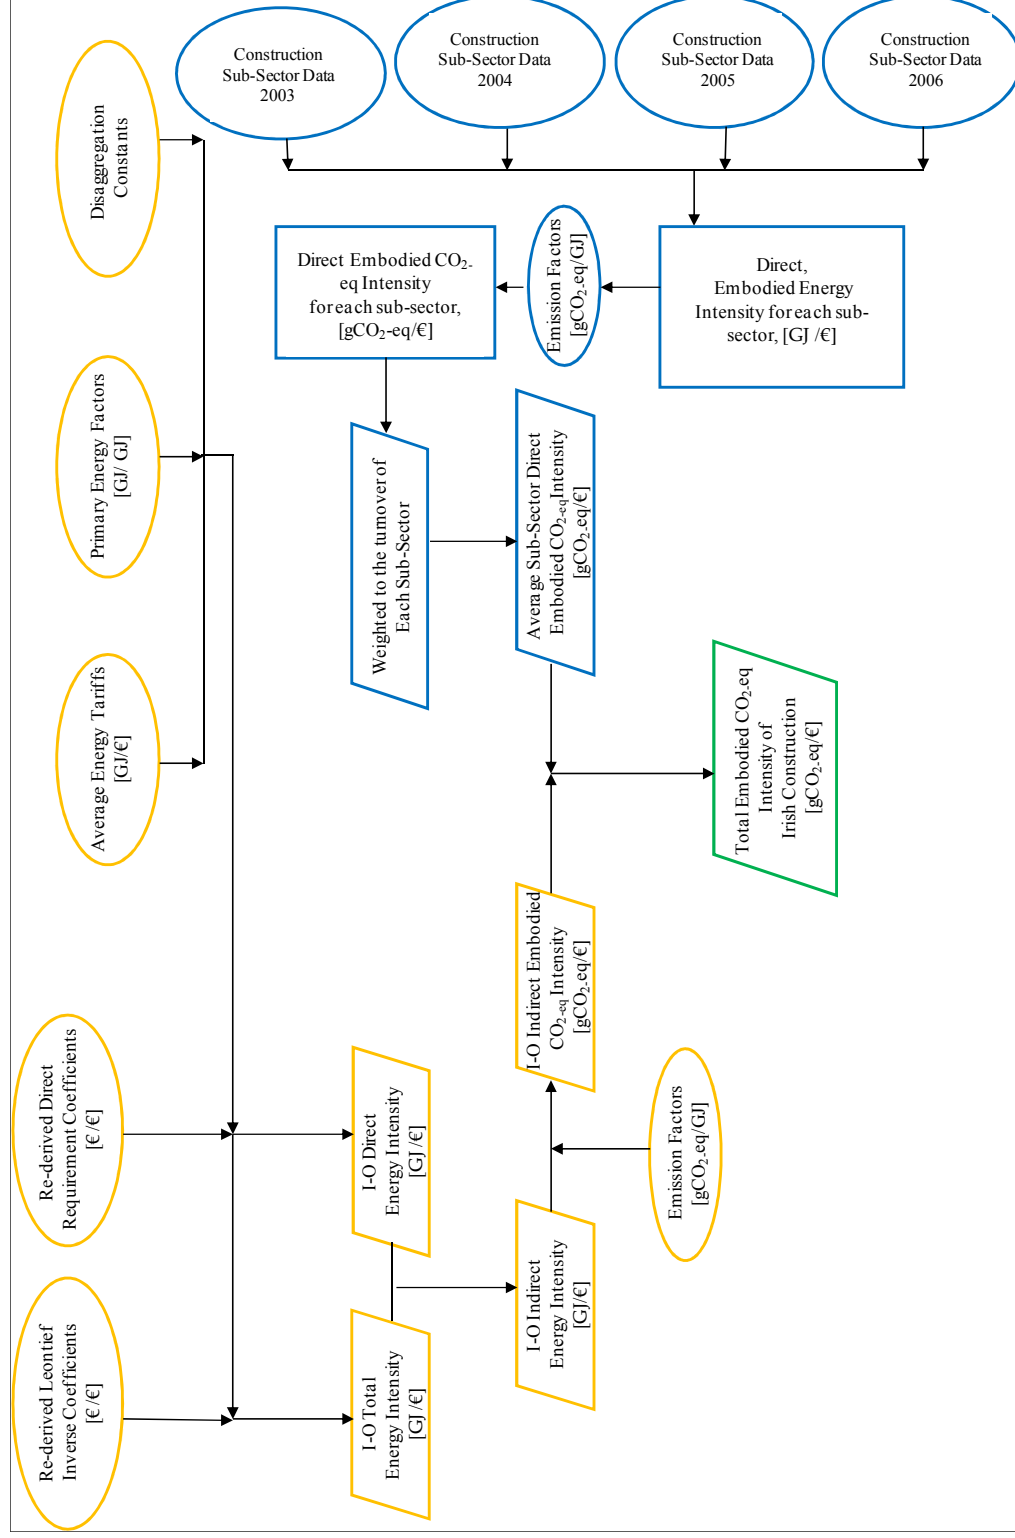 Construction
Sub-Sector Data
2003
Construction
Sub-Sector Data
2004
Construction
Sub-Sector Data
2005
Construction
Sub-Sector Data
2006
Disaggregation
Constants
Primary Energy Factors
[GJ/ GJ]
Average Energy Tariffs
[GJ/€]
Re-derived Direct
Requirement Coefficients
[€/€]
Re-derived Leontief
Inverse Coefficients
[€/€]
Direct,
Embodied Energy
Intensity for each sub-
sector, [GJ /€]
Emission Factors
[gCO₂-eq/GJ]
Direct Embodied CO₂-
eq Intensity
for each sub-sector,
[gCO₂-eq/€]
Weighted to the turnover of
Each Sub-Sector
Average Sub-Sector Direct
Embodied CO₂-eq Intensity
[gCO₂-eq/€]
I-O Direct
Energy Intensity
[GJ /€]
I-O Total
Energy Intensity
[GJ /€]
I-O Indirect
Energy Intensity
[GJ/€]
Emission Factors
[gCO₂-eq/GJ]
I-O Indirect Embodied
CO₂-eq Intensity
[gCO₂-eq/€]
Total Embodied CO₂-eq
Intensity of
Irish Construction
[gCO₂-eq/€]